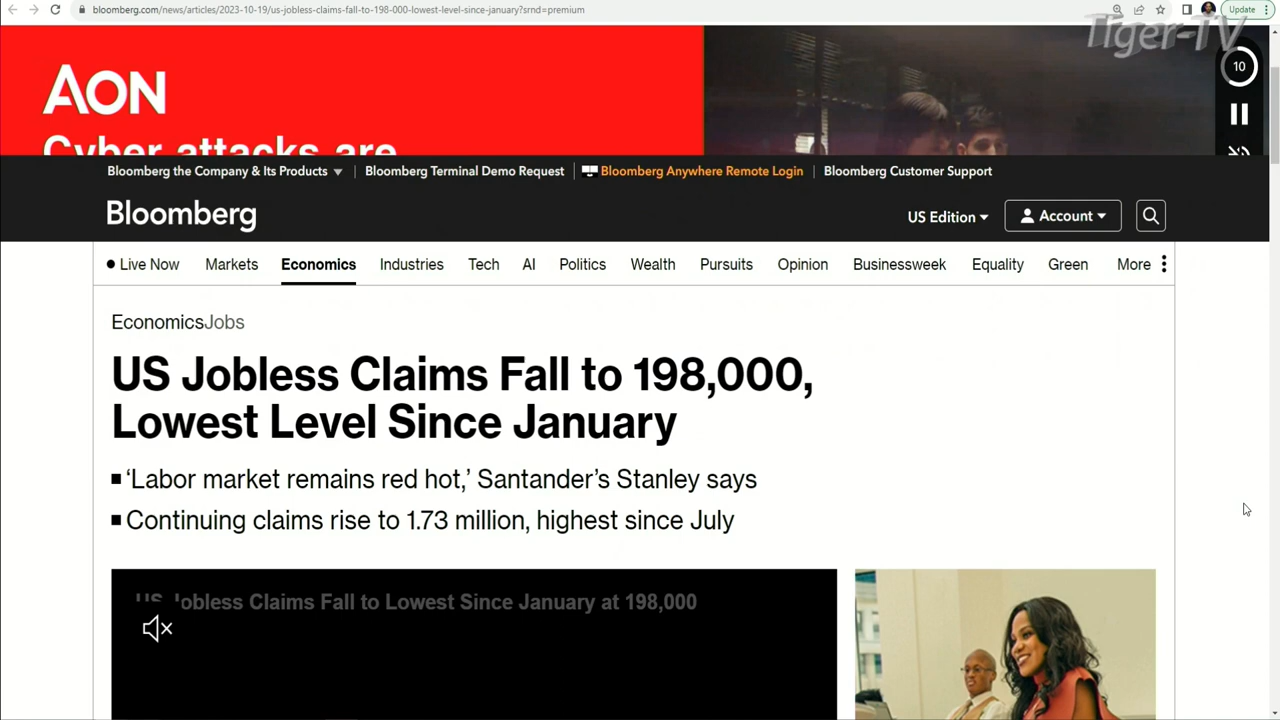 bloomberg.com/news/articles/2023-10-19/us-jobless-claims-fall-to-198-000-lowest-level-since-january?srnd=premium
Update
Tiger-TV
AON
10
Cyber attacks are
Bloomberg the Company & Its Products
Bloomberg Terminal Demo Request
Bloomberg Anywhere Remote Login
Bloomberg Customer Support
Bloomberg
US Edition
Account
Live Now
Markets
Economics
Industries
Tech
AI
Politics
Wealth
Pursuits
Opinion
Businessweek
Equality
Green
More
EconomicsJobs
US Jobless Claims Fall to 198,000,
Lowest Level Since January
‘Labor market remains red hot,’ Santander’s Stanley says
Continuing claims rise to 1.73 million, highest since July
US Jobless Claims Fall to Lowest Since January at 198,000